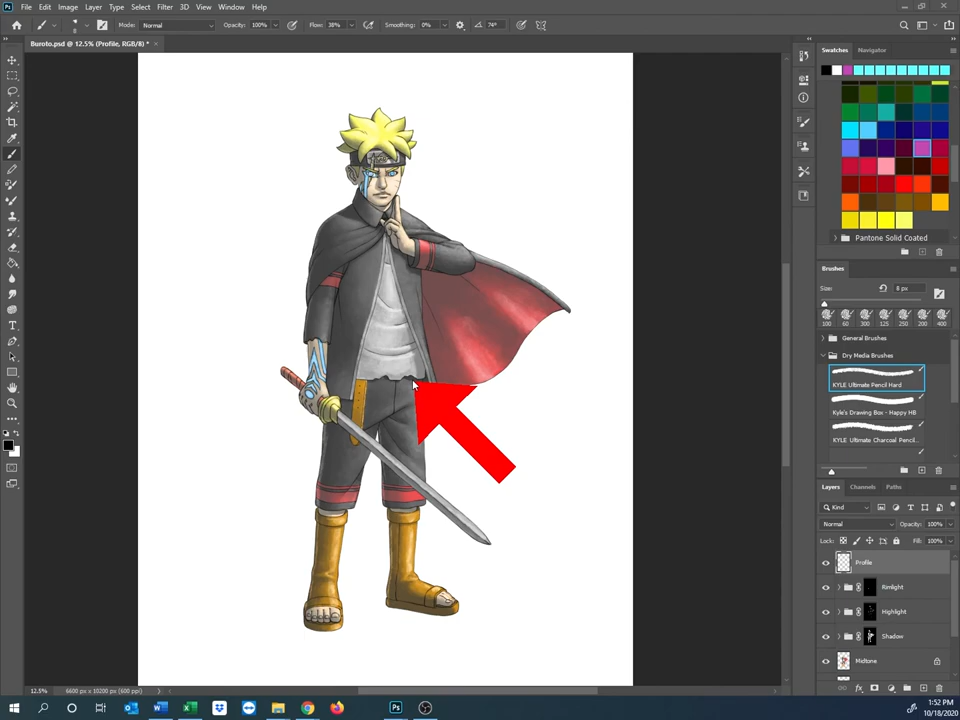 File Edit Image Layer Type Select Filter 3D View Window Help
Mode: Normal Opacity: 100% Flow: 38% Smoothing: 0% 74°
Buroto.psd @ 12.5% (Profile, RGB/8) *
Swatches Navigator
Pantone Solid Coated
Brushes
Size: 8 px
100 60 300 125 250 200 400
General Brushes
Dry Media Brushes
KYLE Ultimate Pencil Hard
Kyle's Drawing Box - Happy HB
KYLE Ultimate Charcoal Pencil...
Layers Channels Paths
Kind
Normal Opacity: 100%
Lock: Fill: 100%
Profile
Rimlight
Highlight
Shadow
Midtone
12.5% 6600 px x 10200 px (600 ppi)
1:52 PM
10/18/2020